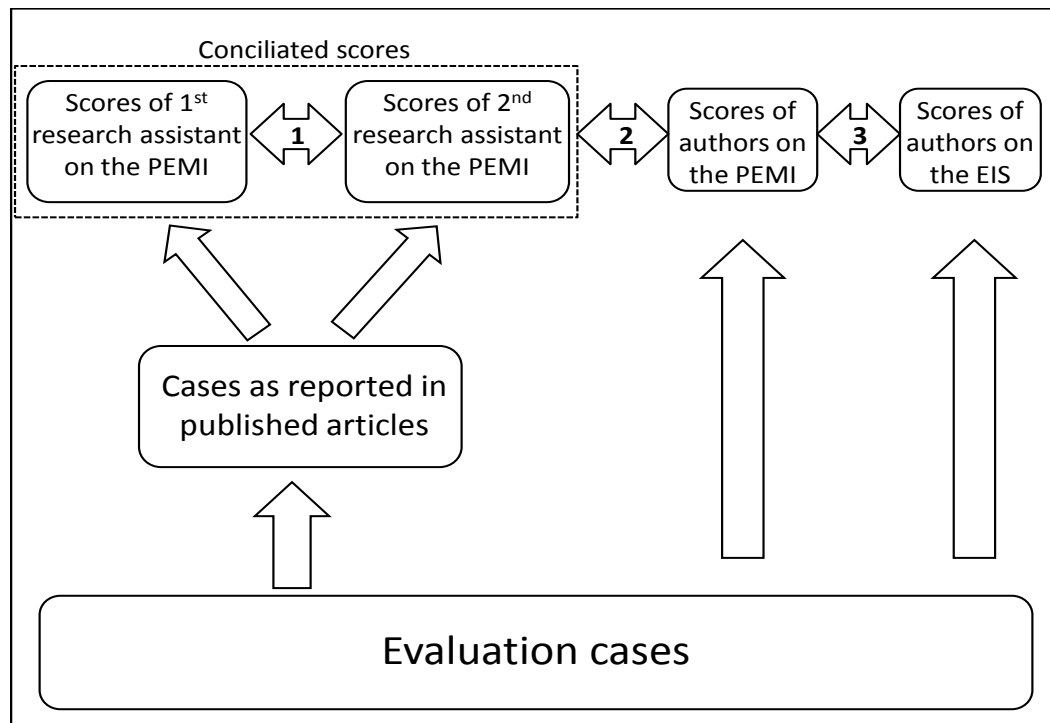 Conciliated scores
Scores of 1st
research assistant
on the PEMI
1
Scores of 2nd
research assistant
on the PEMI
2
Scores of
authors on
the PEMI
3
Scores of
authors on
the EIS
Cases as reported in
published articles
Evaluation cases